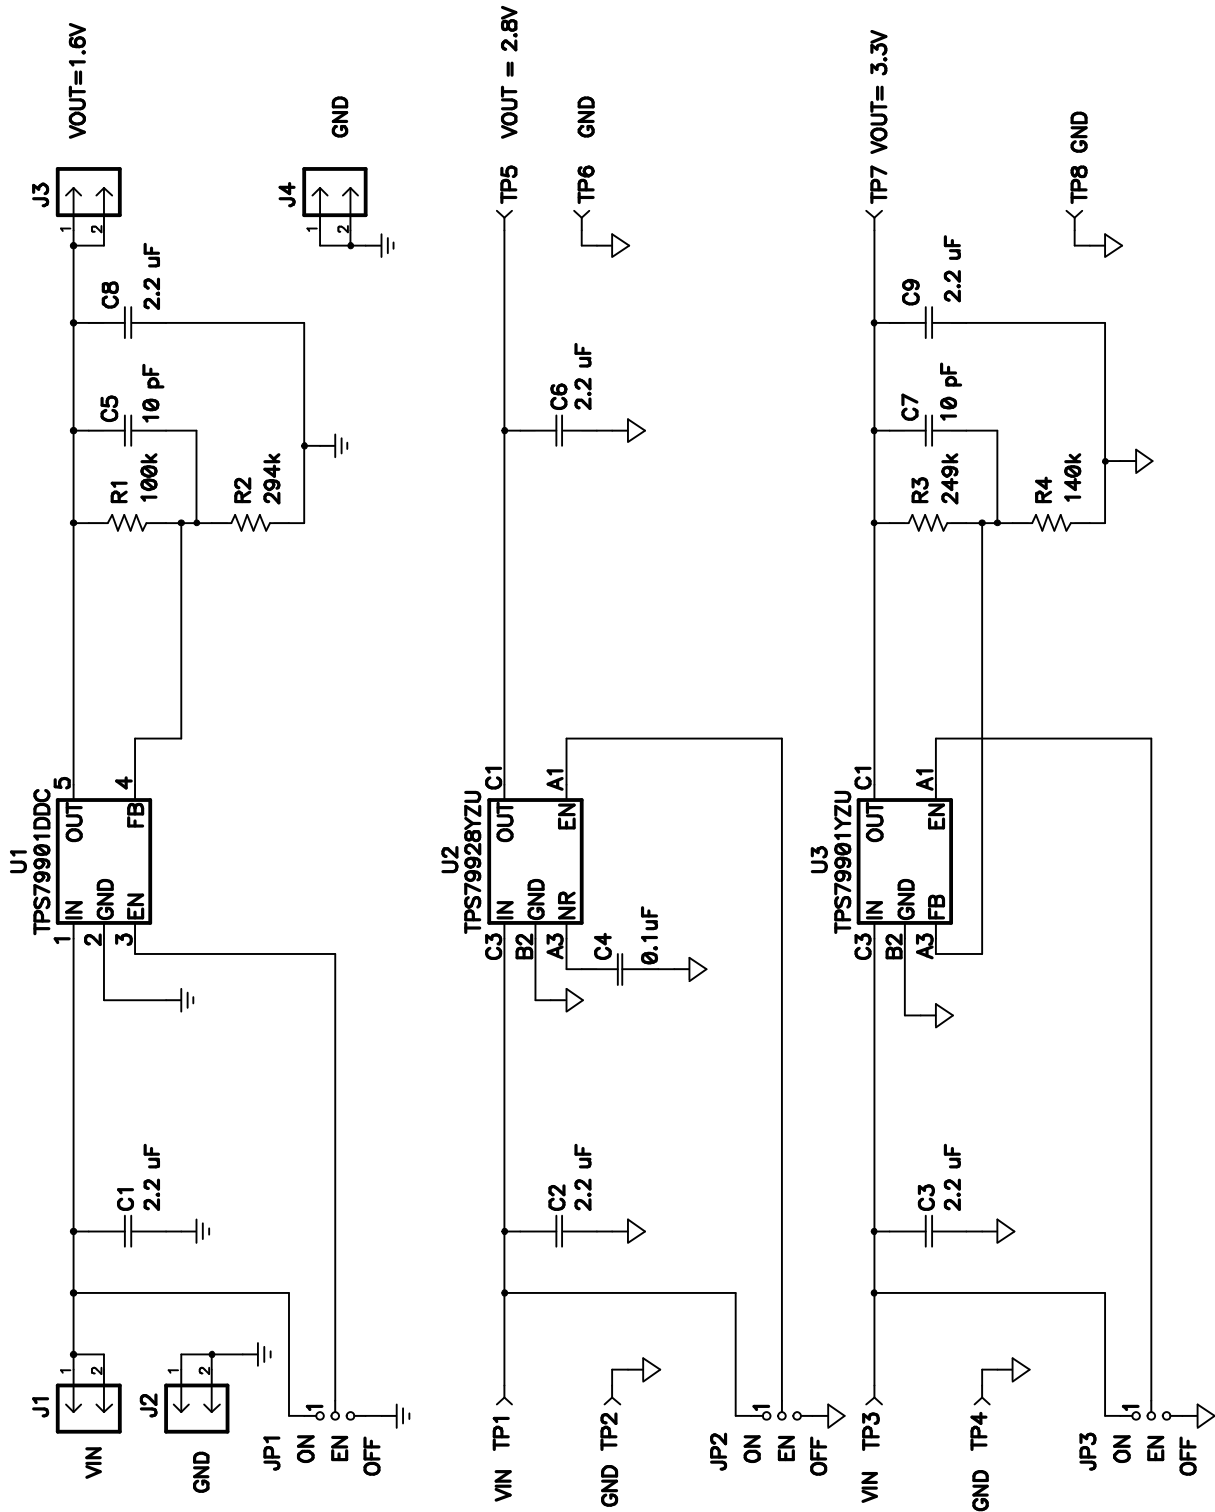 J1
1
2
VIN
J2
1
2
GND
JP1
1
ON
EN
OFF
C1
2.2 uF
U1
TPS79901DDC
1
IN
2
GND
3
EN
OUT
5
FB
4
R1
100k
C5
10 pF
C8
2.2 uF
R2
294k
J3
1
2
VOUT=1.6V
J4
1
2
GND
VIN TP1
GND TP2
JP2
1
ON
EN
OFF
C2
2.2 uF
U2
TPS79928YZU
C3
IN
B2
GND
A3
NR
OUT
C1
EN
A1
C4
0.1uF
C6
2.2 uF
TP5 VOUT = 2.8V
TP6 GND
VIN TP3
GND TP4
JP3
1
ON
EN
OFF
C3
2.2 uF
U3
TPS79901YZU
C3
IN
B2
GND
A3
FB
OUT
C1
EN
A1
R3
249k
C7
10 pF
C9
2.2 uF
R4
140k
TP7 VOUT= 3.3V
TP8 GND